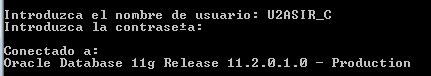 Introduzca el nombre de usuario: U2ASIR_C
Introduzca la contrase±a:
Conectado a:
Oracle Database 11g Release 11.2.0.1.0 - Production